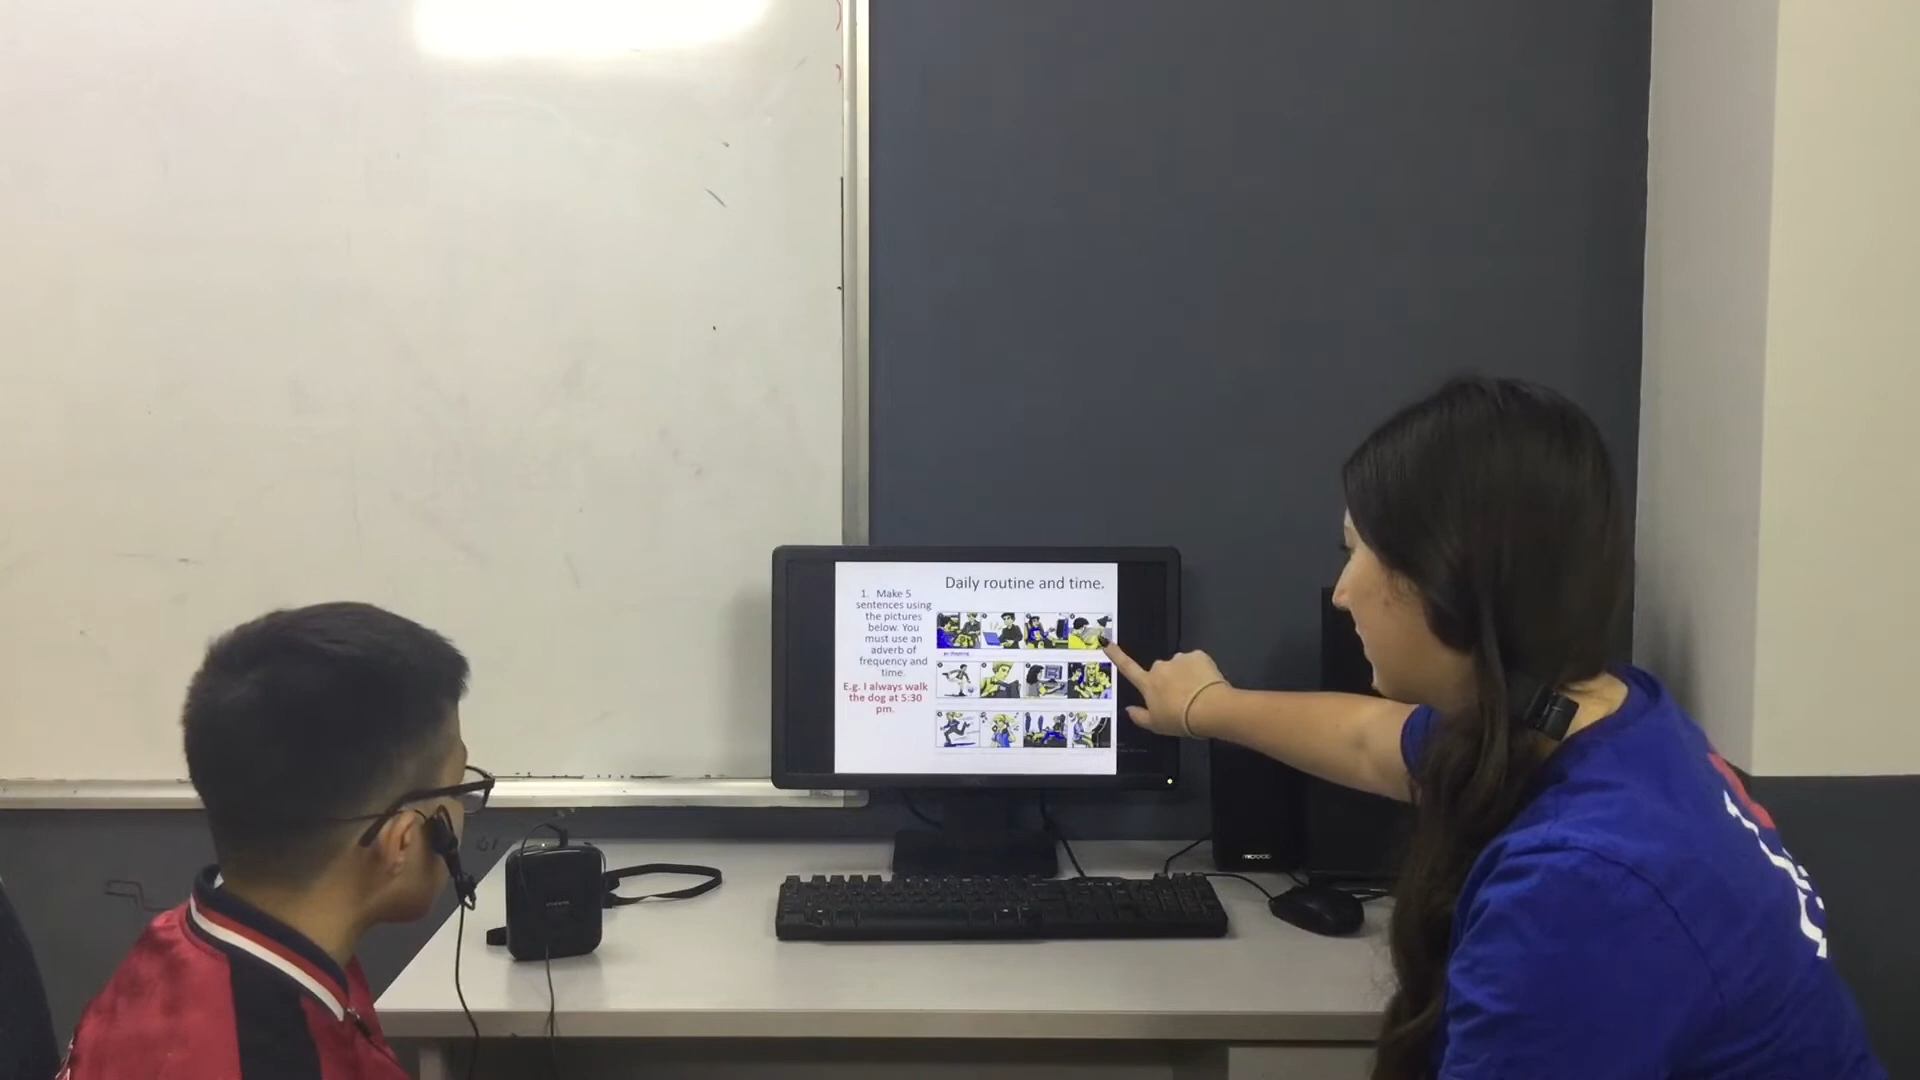 Daily routine and time.
1. Make 5
sentences using
the pictures
below. You
must use an
adverb of
frequency and
time.
E.g. I always walk
the dog at 5:30
pm.